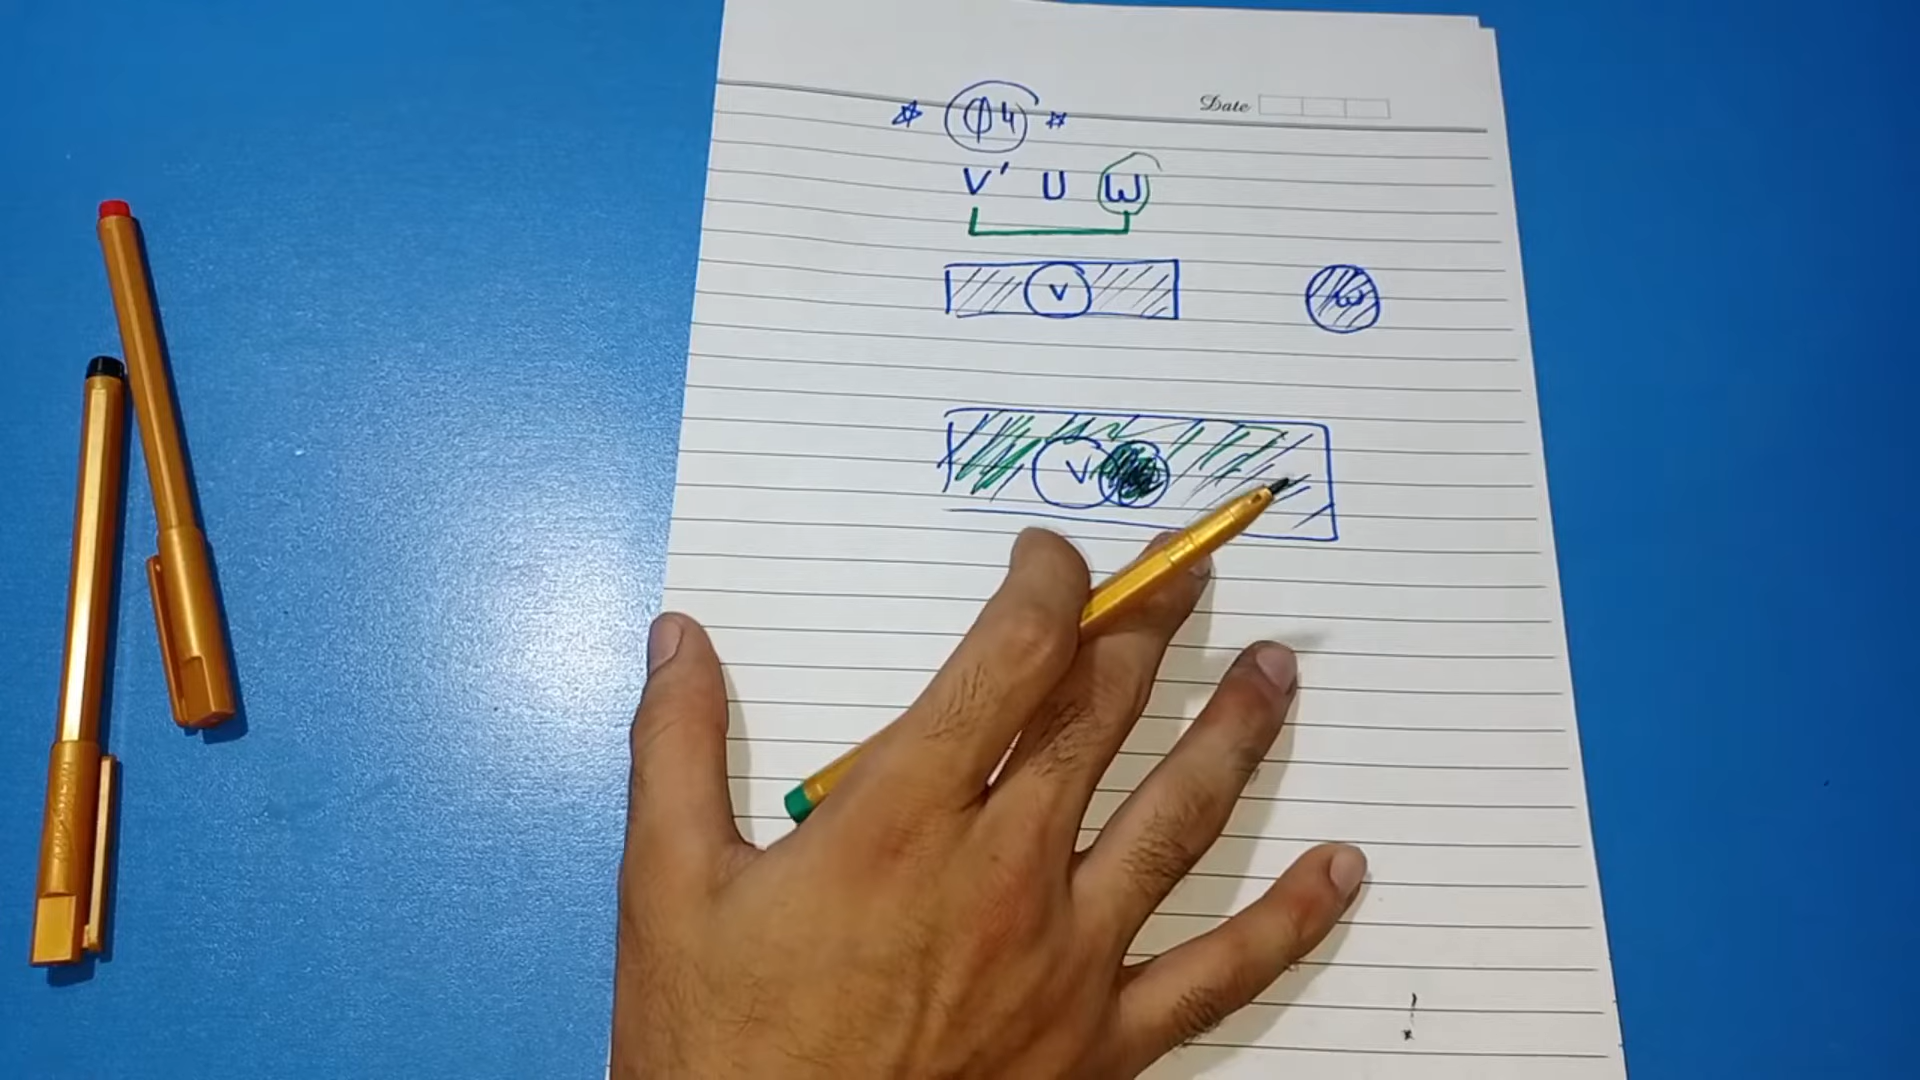 Date
* Q4 *
V' U W
V
W
V